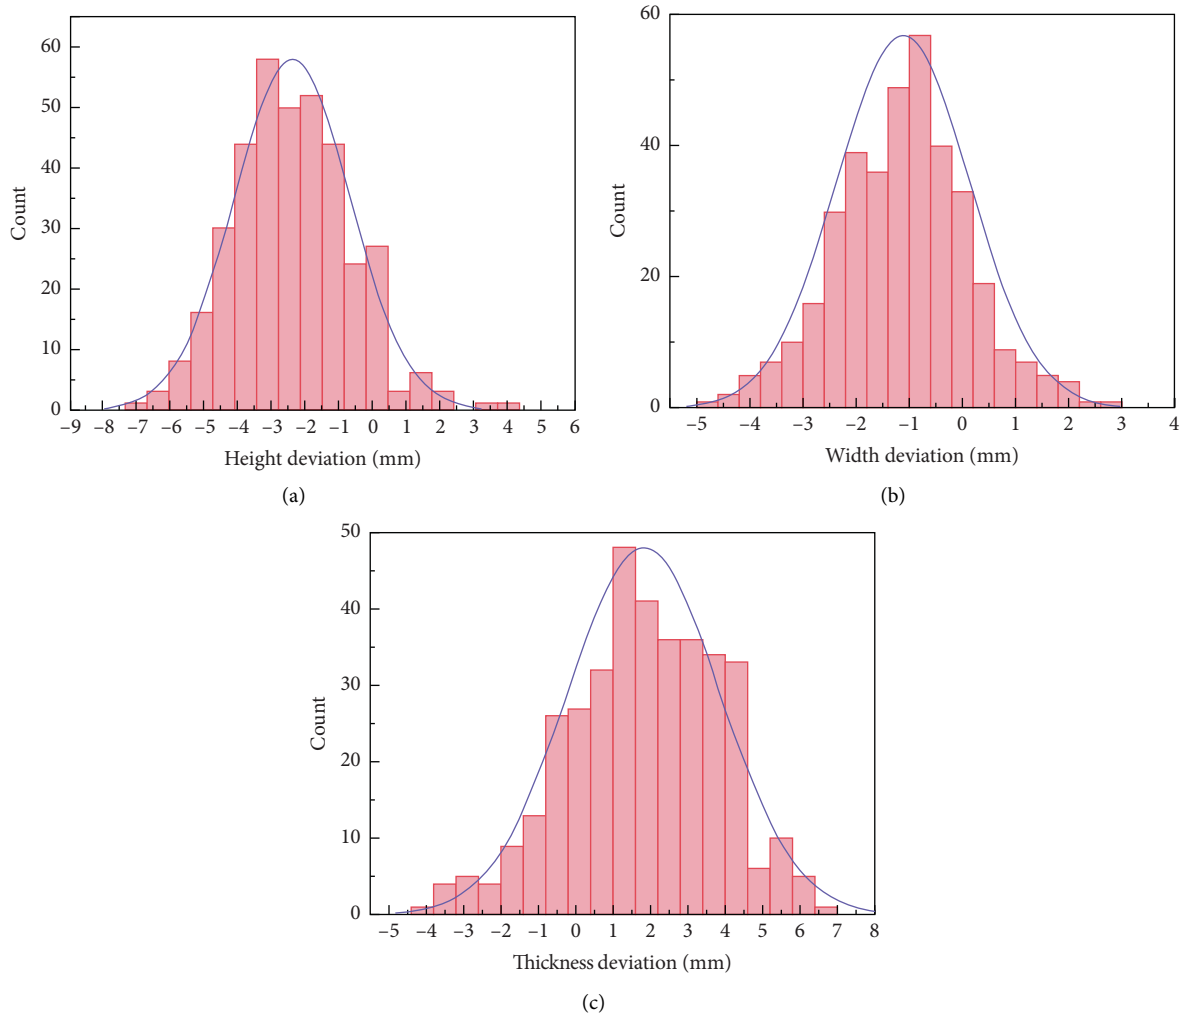 60
50
40
30
20
10
0
Count
–9 –8 –7 –6 –5 –4 –3 –2 –1 0 1 2 3 4 5 6
Height deviation (mm)
(a)
60
40
20
0
Count
–5 –4 –3 –2 –1 0 1 2 3 4
Width deviation (mm)
(b)
50
40
30
20
10
0
Count
–5 –4 –3 –2 –1 0 1 2 3 4 5 6 7 8
Thickness deviation (mm)
(c)